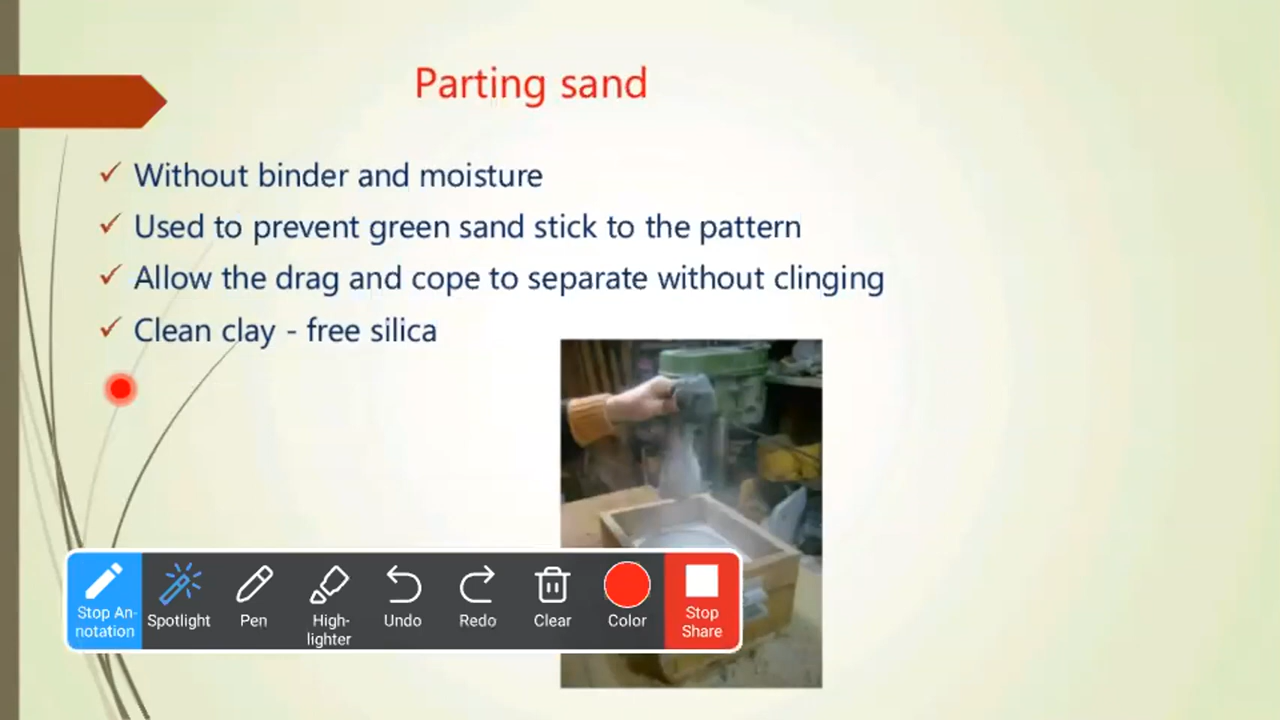 Parting sand
Without binder and moisture
Used to prevent green sand stick to the pattern
Allow the drag and cope to separate without clinging
Clean clay - free silica
Stop An-
notation
Spotlight
Pen
High-
lighter
Undo
Redo
Clear
Color
Stop
Share